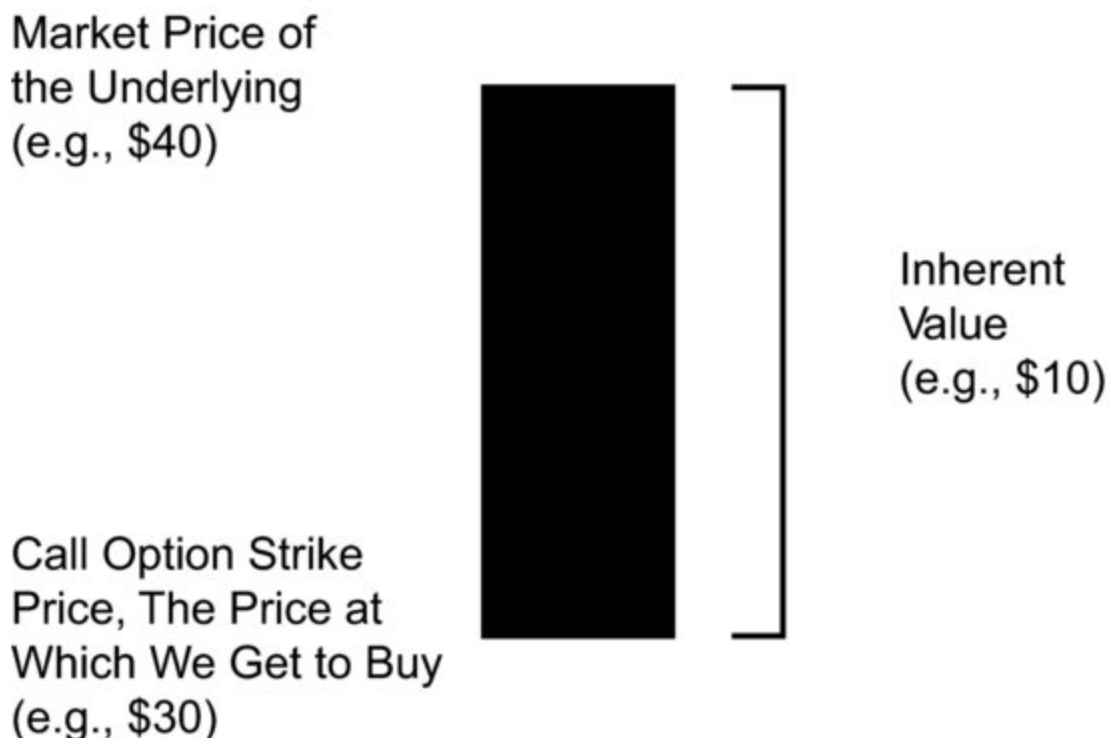 Market Price of
the Underlying
(e.g., $40)
Inherent
Value
(e.g., $10)
Call Option Strike
Price, The Price at
Which We Get to Buy
(e.g., $30)